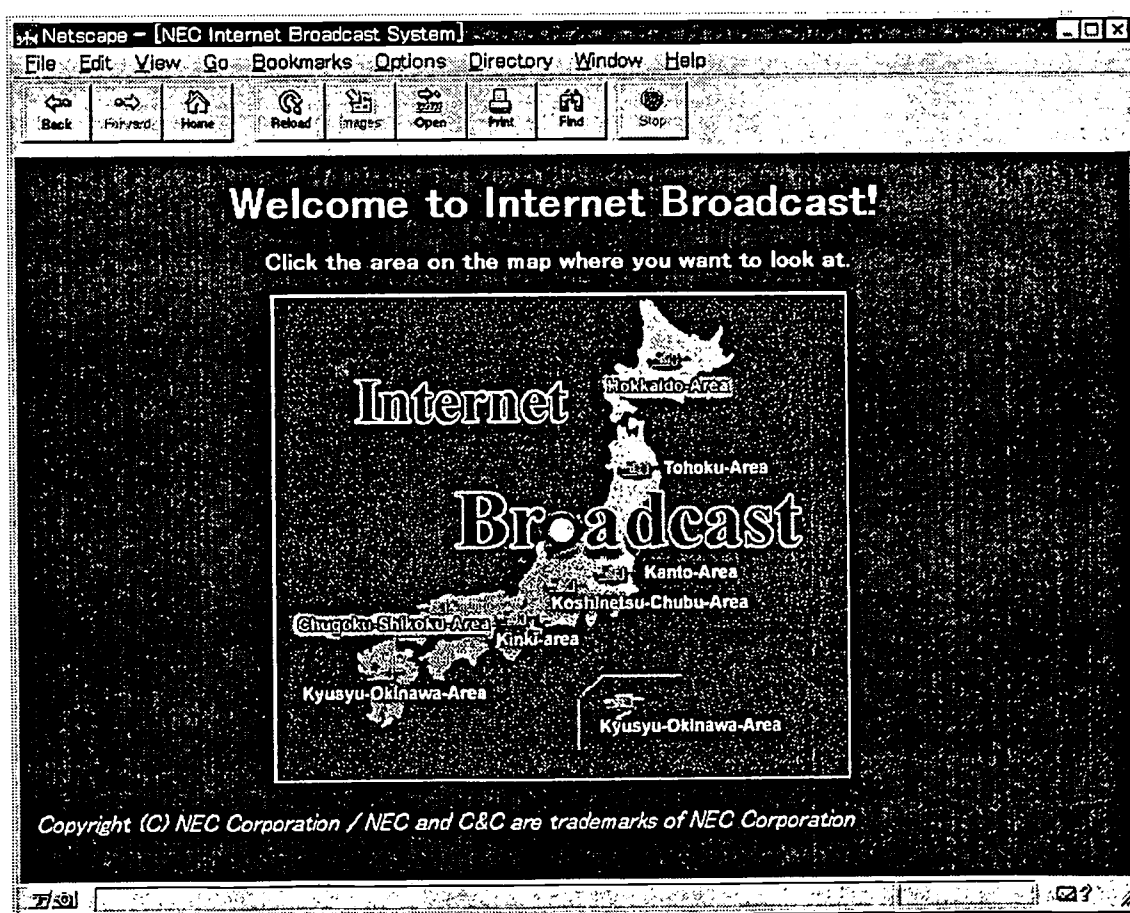 Netscape - [NEC Internet Broadcast System]
File Edit View Go Bookmarks Options Directory Window Help
Back Forward Home Reload Images Open Print Find Stop
Welcome to Internet Broadcast!
Click the area on the map where you want to look at.
Internet
Hokkaido-Area
Tohoku-Area
Broadcast
Kanto-Area
Koshinetsu-Chubu-Area
Chugoku-Shikoku-Area
Kinki-area
Kyusyu-Okinawa-Area
Kyusyu-Okinawa-Area
Copyright (C) NEC Corporation / NEC and C&C are trademarks of NEC Corporation